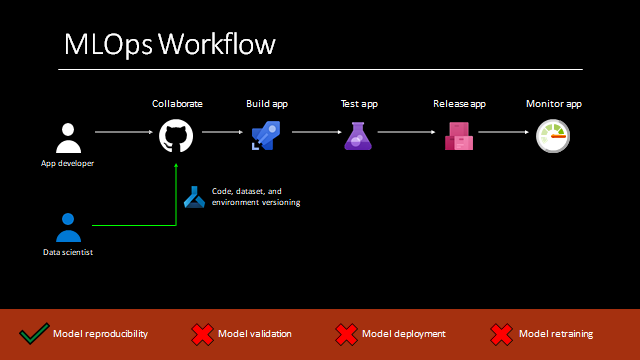 MLOps Workflow
Collaborate
Build app
Test app
Release app
Monitor app
App developer
Code, dataset, and
environment versioning
Data scientist
Model reproducibility
Model validation
Model deployment
Model retraining